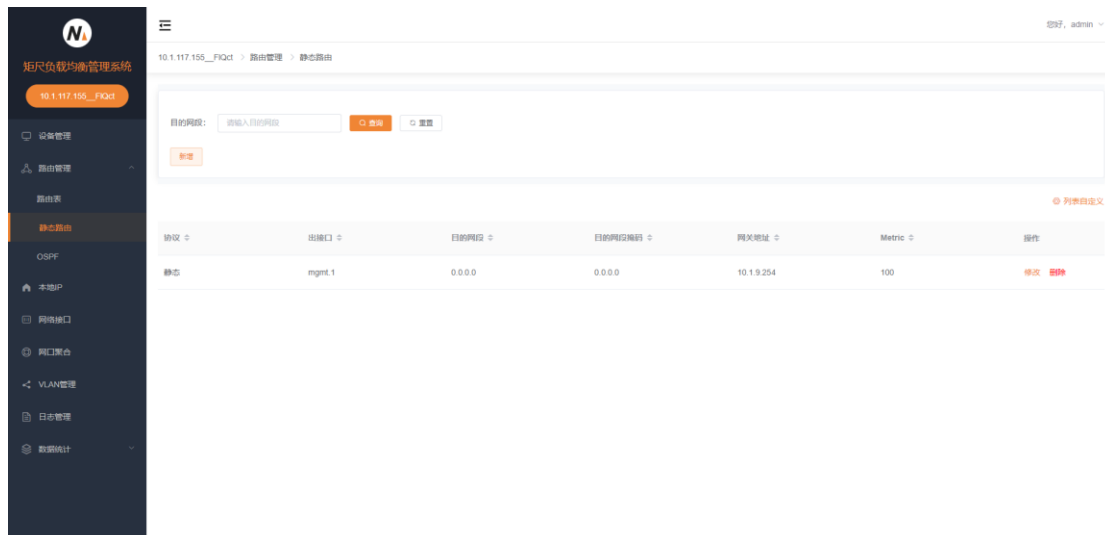 您好，admin
矩尺负载均衡管理系统
10.1.117.155__FIQct
10.1.117.155__FIQct > 路由管理 > 静态路由
设备管理
路由管理
路由表
静态路由
OSPF
本地IP
网络接口
网口聚合
VLAN管理
日志管理
数据统计
目的网段： 请输入目的网段 查询 重置
新增
列表自定义
协议 出接口 目的网段 目的网段掩码 网关地址 Metric 操作
静态 mgmt.1 0.0.0.0 0.0.0.0 10.1.9.254 100 修改 删除